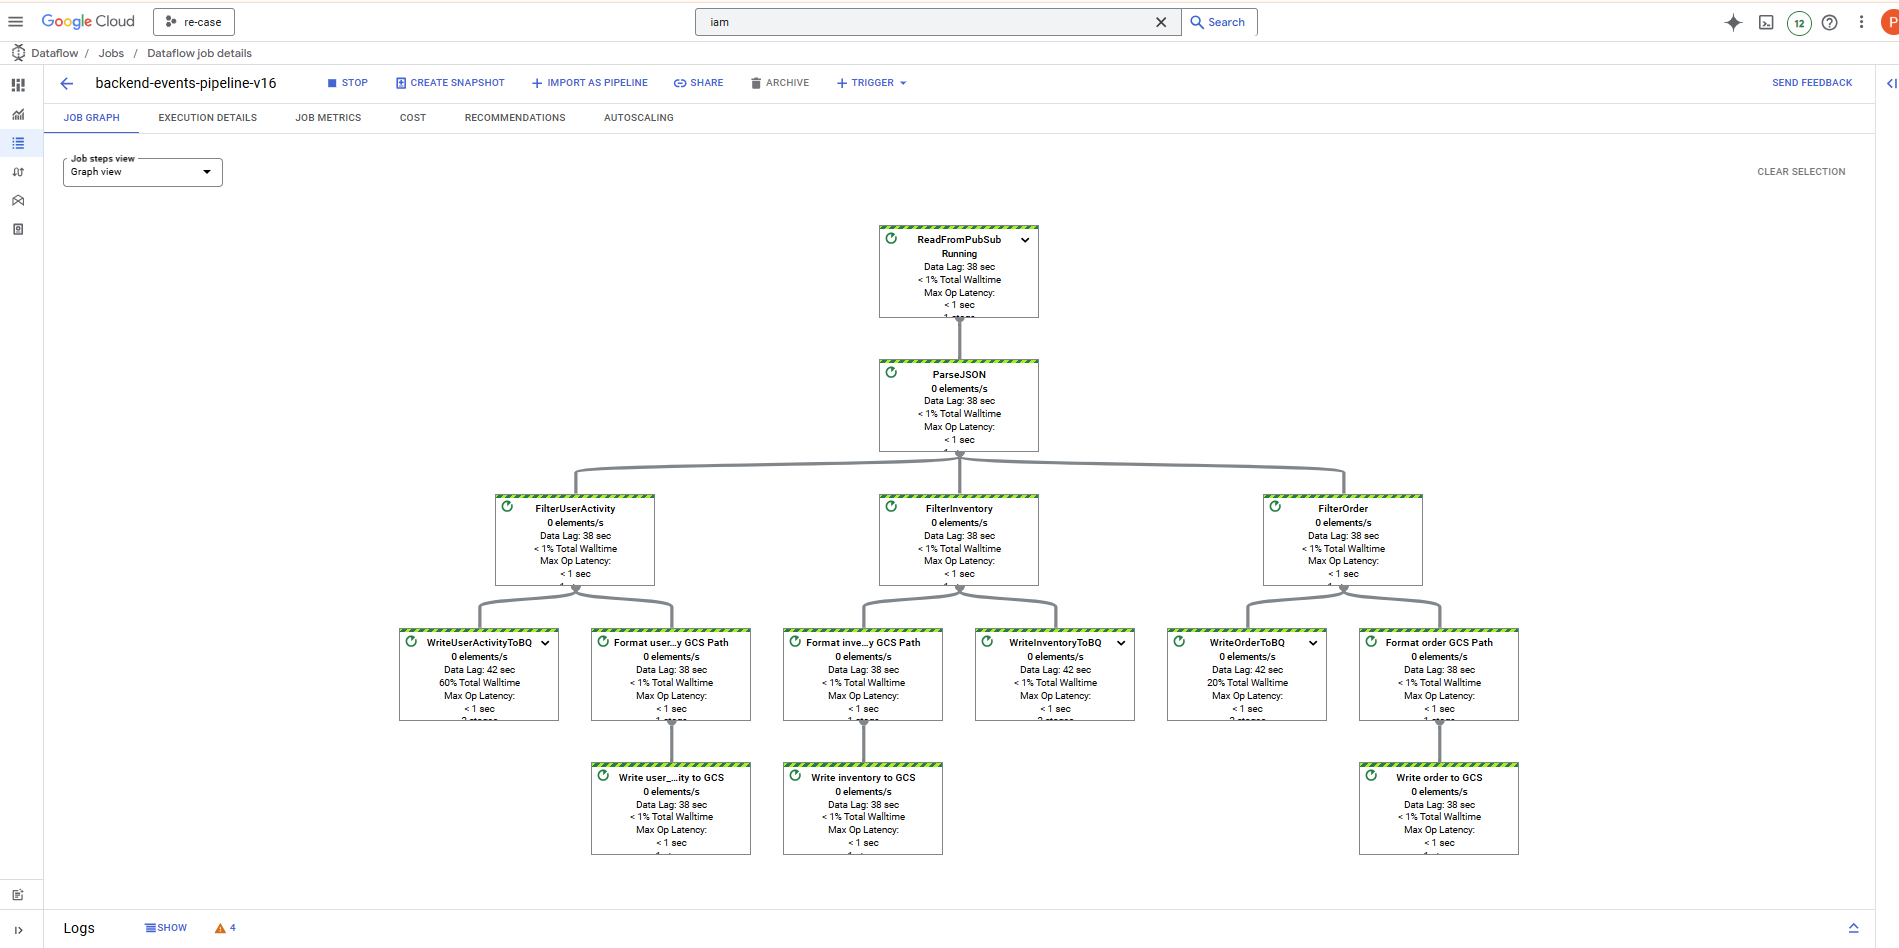 Google Cloud
re-case
iam
Search
12
P
Dataflow / Jobs / Dataflow job details
backend-events-pipeline-v16
STOP
CREATE SNAPSHOT
IMPORT AS PIPELINE
SHARE
ARCHIVE
TRIGGER
SEND FEEDBACK
JOB GRAPH
EXECUTION DETAILS
JOB METRICS
COST
RECOMMENDATIONS
AUTOSCALING
Job steps view
Graph view
CLEAR SELECTION
ReadFromPubSub
Running
Data Lag: 38 sec
< 1% Total Walltime
Max Op Latency:
< 1 sec
ParseJSON
0 elements/s
Data Lag: 38 sec
< 1% Total Walltime
Max Op Latency:
< 1 sec
FilterUserActivity
0 elements/s
Data Lag: 38 sec
< 1% Total Walltime
Max Op Latency:
< 1 sec
FilterInventory
0 elements/s
Data Lag: 38 sec
< 1% Total Walltime
Max Op Latency:
< 1 sec
FilterOrder
0 elements/s
Data Lag: 38 sec
< 1% Total Walltime
Max Op Latency:
< 1 sec
WriteUserActivityToBQ
0 elements/s
Data Lag: 42 sec
60% Total Walltime
Max Op Latency:
< 1 sec
Format user...y GCS Path
0 elements/s
Data Lag: 38 sec
< 1% Total Walltime
Max Op Latency:
< 1 sec
Format inve...y GCS Path
0 elements/s
Data Lag: 38 sec
< 1% Total Walltime
Max Op Latency:
< 1 sec
WriteInventoryToBQ
0 elements/s
Data Lag: 42 sec
< 1% Total Walltime
Max Op Latency:
< 1 sec
WriteOrderToBQ
0 elements/s
Data Lag: 42 sec
20% Total Walltime
Max Op Latency:
< 1 sec
Format order GCS Path
0 elements/s
Data Lag: 38 sec
< 1% Total Walltime
Max Op Latency:
< 1 sec
Write user_...ity to GCS
0 elements/s
Data Lag: 38 sec
< 1% Total Walltime
Max Op Latency:
< 1 sec
Write inventory to GCS
0 elements/s
Data Lag: 38 sec
< 1% Total Walltime
Max Op Latency:
< 1 sec
Write order to GCS
0 elements/s
Data Lag: 38 sec
< 1% Total Walltime
Max Op Latency:
< 1 sec
Logs
SHOW
4